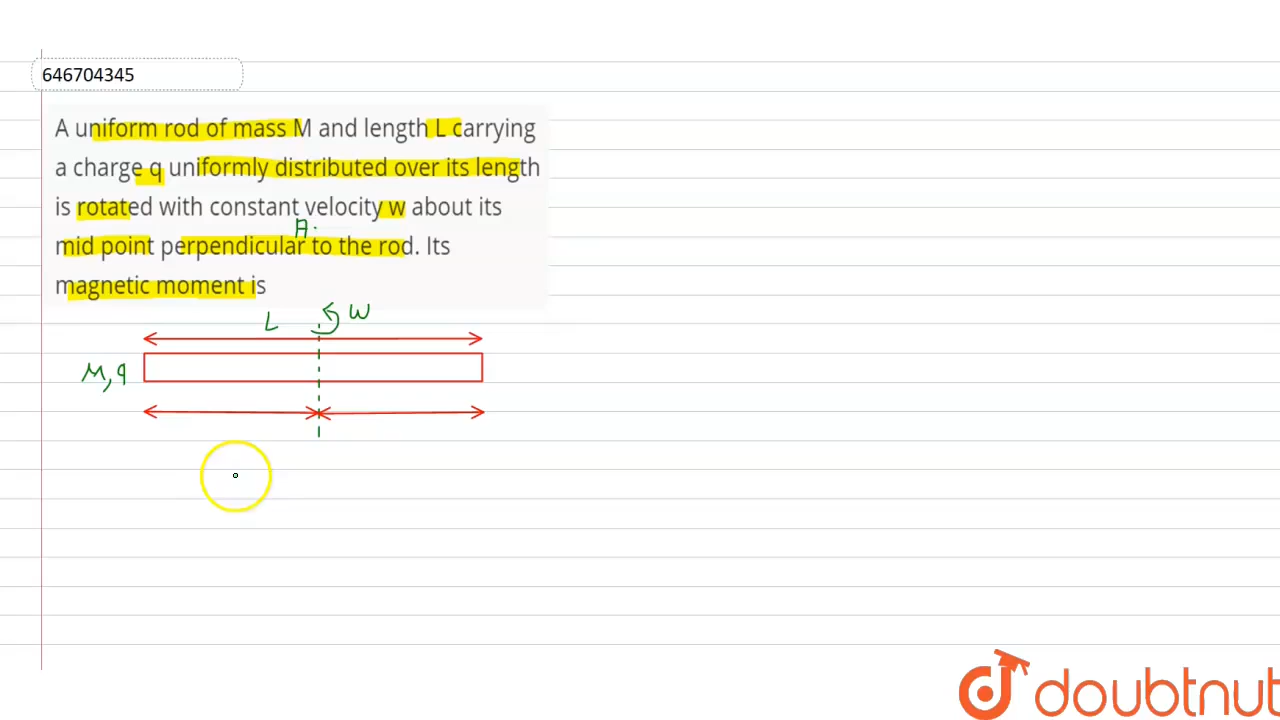 646704345
A uniform rod of mass M and length L carrying
a charge q uniformly distributed over its length
is rotated with constant velocity w about its
A.
mid point perpendicular to the rod. Its
magnetic moment is
L
W
M, q
doubtnut